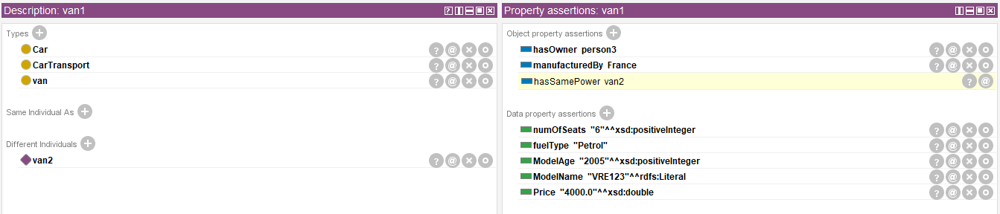 Description: van1
Types
Car
CarTransport
van
Same Individual As
Different Individuals
van2
Property assertions: van1
Object property assertions
hasOwner person3
manufacturedBy France
hasSamePower van2
Data property assertions
numOfSeats "6"^^xsd:positiveInteger
fuelType "Petrol"
ModelAge "2005"^^xsd:positiveInteger
ModelName "VRE123"^^rdfs:Literal
Price "4000.0"^^xsd:double